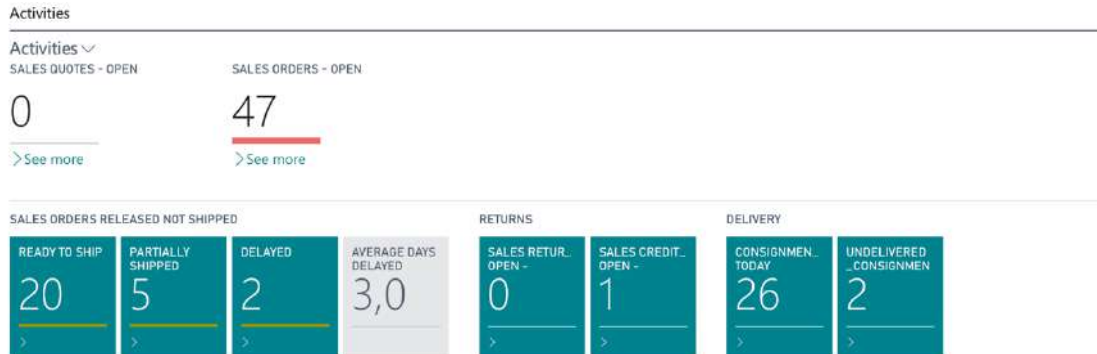 Activities
Activities
SALES QUOTES - OPEN
SALES ORDERS - OPEN
0
47
>See more
>See more
SALES ORDERS RELEASED NOT SHIPPED
RETURNS
DELIVERY
READY TO SHIP
20
PARTIALLY
SHIPPED
5
DELAYED
2
AVERAGE DAYS
DELAYED
3,0
SALES RETUR...
OPEN -
0
SALES CREDIT...
OPEN -
1
CONSIGNMEN...
TODAY
26
UNDELIVERED
_CONSIGNMEN
2